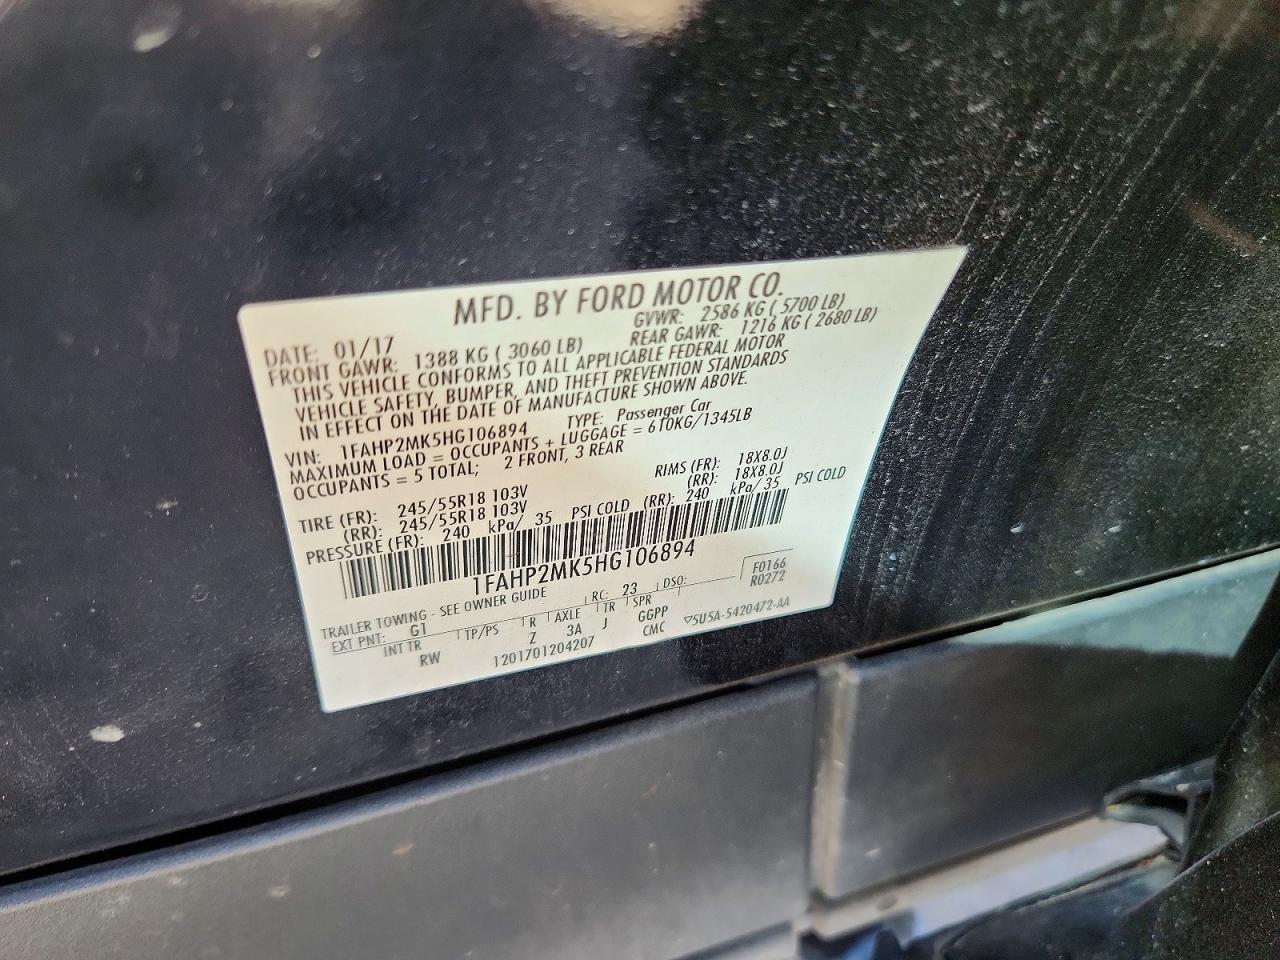 MFD. BY FORD MOTOR CO.
DATE: 01/17 GVWR: 2586 KG ( 5700 LB)
FRONT GAWR: 1388 KG ( 3060 LB) REAR GAWR: 1216 KG ( 2680 LB)
THIS VEHICLE CONFORMS TO ALL APPLICABLE FEDERAL MOTOR
VEHICLE SAFETY, BUMPER, AND THEFT PREVENTION STANDARDS
IN EFFECT ON THE DATE OF MANUFACTURE SHOWN ABOVE.
VIN: 1FAHP2MK5HG106894 TYPE: Passenger Car
MAXIMUM LOAD = OCCUPANTS + LUGGAGE = 610KG/1345LB
OCCUPANTS = 5 TOTAL; 2 FRONT, 3 REAR
TIRE (FR): 245/55R18 103V RIMS (FR): 18X8.0J
(RR): 245/55R18 103V (RR): 18X8.0J
PRESSURE (FR): 240 kPa/ 35 PSI COLD (RR): 240 kPa/ 35 PSI COLD
1FAHP2MK5HG106894
F0166
R0272
TRAILER TOWING - SEE OWNER GUIDE RC: 23 DSO:
EXT PNT: G1 TP/PS R AXLE TR SPR
INT TR Z 3A J GGPP
RW CMC
1201701204207
▽5U5A-5420472-AA